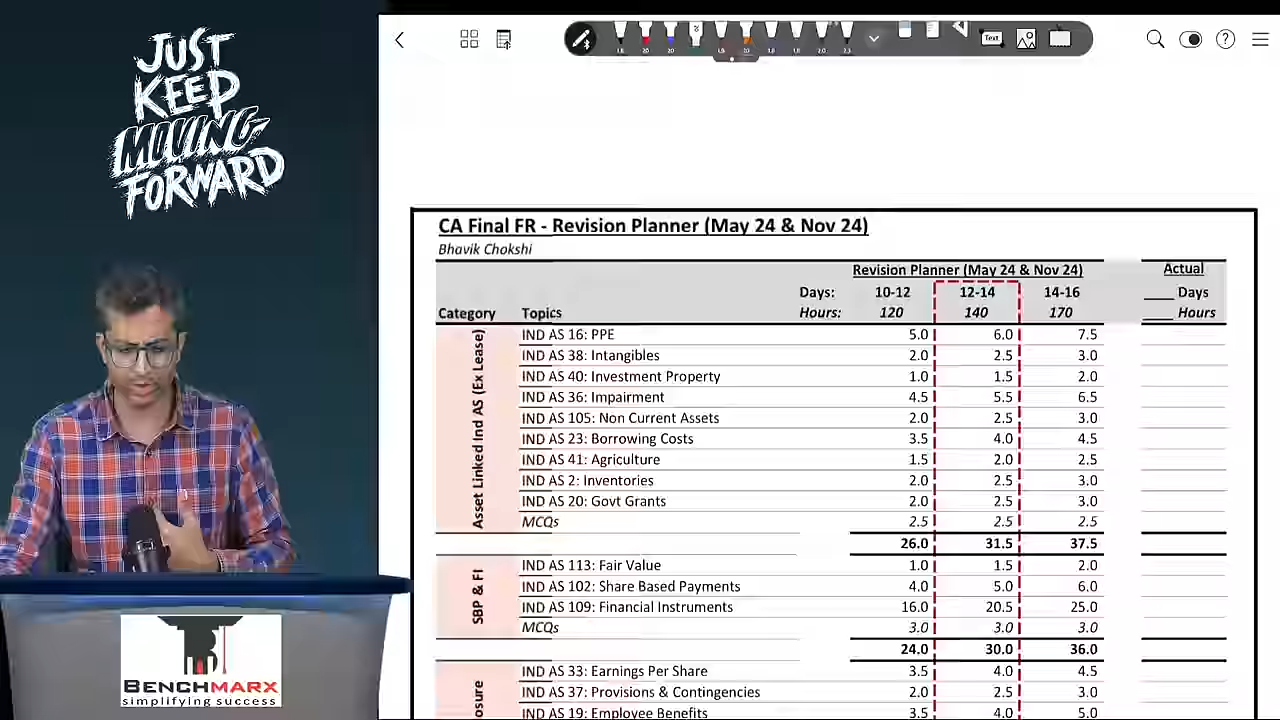 JUST
KEEP
MOVING
FORWARD
Text
CA Final FR - Revision Planner (May 24 & Nov 24)
Bhavik Chokshi
Revision Planner (May 24 & Nov 24) Actual
Days: 10-12 12-14 14-16 ____ Days
Category Topics Hours: 120 140 170 ____ Hours
Asset Linked Ind AS (Ex Lease)
IND AS 16: PPE 5.0 6.0 7.5
IND AS 38: Intangibles 2.0 2.5 3.0
IND AS 40: Investment Property 1.0 1.5 2.0
IND AS 36: Impairment 4.5 5.5 6.5
IND AS 105: Non Current Assets 2.0 2.5 3.0
IND AS 23: Borrowing Costs 3.5 4.0 4.5
IND AS 41: Agriculture 1.5 2.0 2.5
IND AS 2: Inventories 2.0 2.5 3.0
IND AS 20: Govt Grants 2.0 2.5 3.0
MCQs 2.5 2.5 2.5
26.0 31.5 37.5
SBP & FI
IND AS 113: Fair Value 1.0 1.5 2.0
IND AS 102: Share Based Payments 4.0 5.0 6.0
IND AS 109: Financial Instruments 16.0 20.5 25.0
MCQs 3.0 3.0 3.0
24.0 30.0 36.0
osure
IND AS 33: Earnings Per Share 3.5 4.0 4.5
IND AS 37: Provisions & Contingencies 2.0 2.5 3.0
IND AS 19: Employee Benefits 3.5 4.0 5.0
BENCHMARX
simplifying success